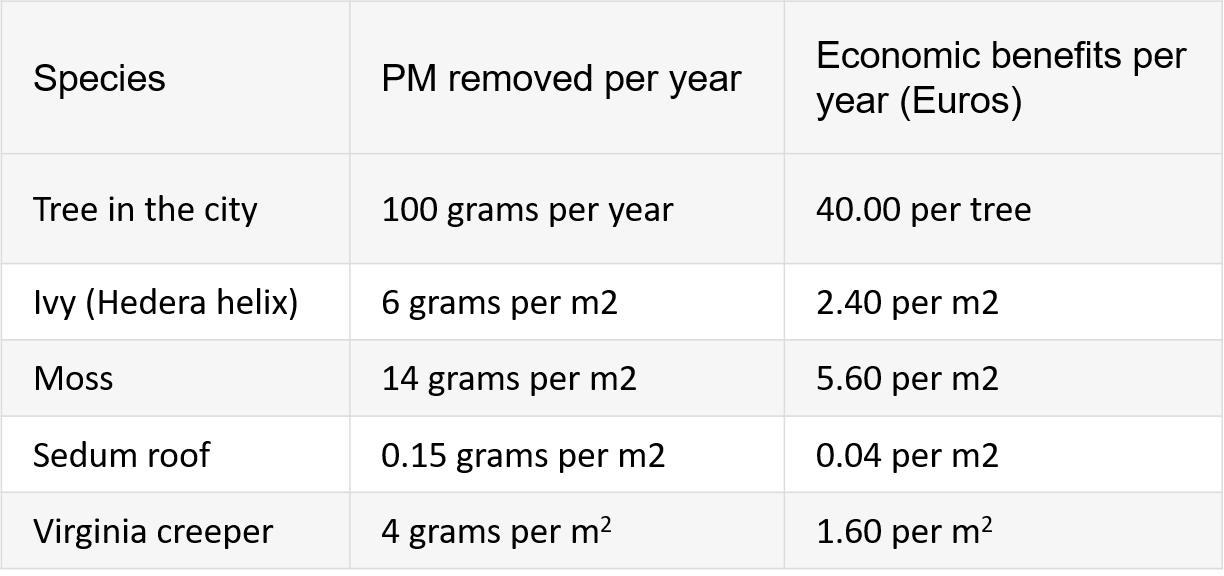 Species PM removed per year Economic benefits per
year (Euros)
Tree in the city 100 grams per year 40.00 per tree
Ivy (Hedera helix) 6 grams per m2 2.40 per m2
Moss 14 grams per m2 5.60 per m2
Sedum roof 0.15 grams per m2 0.04 per m2
Virginia creeper 4 grams per m² 1.60 per m²